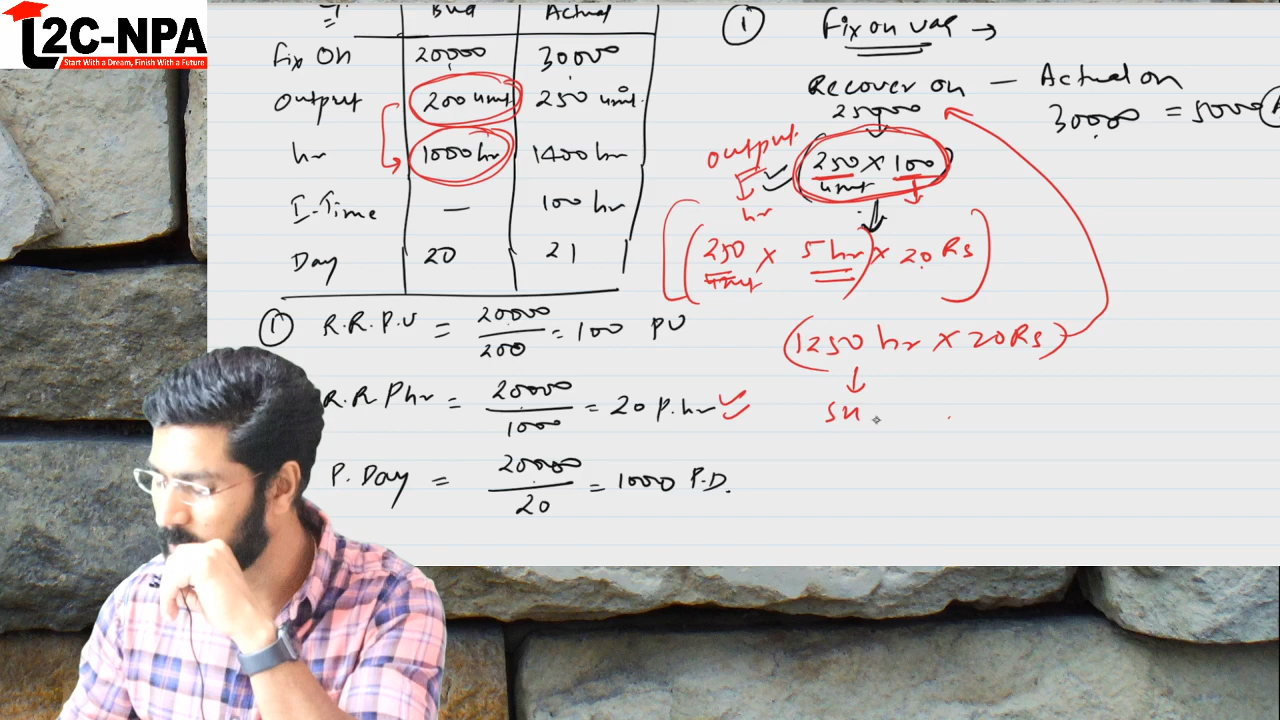 I2C-NPA
Start With a Dream, Finish With a Future
Bud Actual
Fix OH 20000 30000
Output 200 unit 250 unit
hr 1000 hr 1400 hr
I-Time — 100 hr
Day 20 21
① R.R.P.U = 20000 / 200 = 100 PU
R.R Phr = 20000 / 1000 = 20 P.hr
P. Day = 20000 / 20 = 1000 P.D.
① Fix OH Var →
Recover OH — Actual OH
25000 30000 = 5000 A
output
hr
(250 × 100)
unit
(250 × 5 hr) × 20 Rs
unit
(1250 hr × 20 Rs)
SH